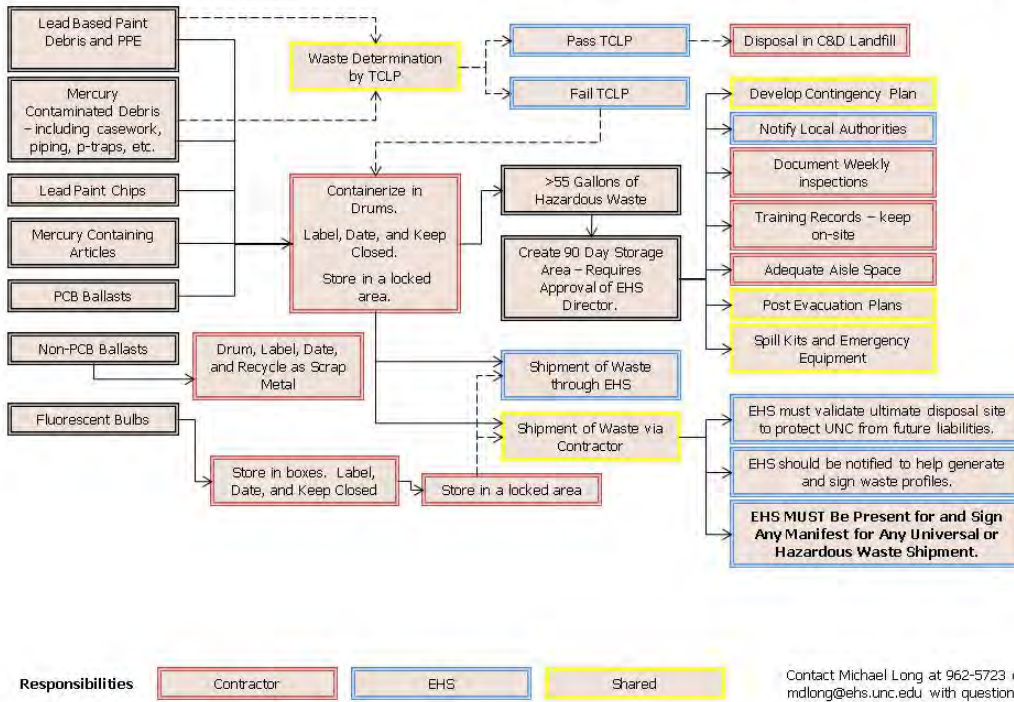 Lead Based Paint
Debris and PPE
Mercury
Contaminated Debris
– including casework,
piping, p-traps, etc.
Lead Paint Chips
Mercury Containing
Articles
PCB Ballasts
Non-PCB Ballasts
Fluorescent Bulbs
Waste Determination
by TCLP
Pass TCLP
Fail TCLP
Disposal in C&D Landfill
Containerize in
Drums.
Label, Date, and Keep
Closed.
Store in a locked
area.
>55 Gallons of
Hazardous Waste
Create 90 Day Storage
Area – Requires
Approval of EHS
Director.
Develop Contingency Plan
Notify Local Authorities
Document Weekly
inspections
Training Records – keep
on-site
Adequate Aisle Space
Post Evacuation Plans
Spill Kits and Emergency
Equipment
Drum, Label, Date,
and Recycle as Scrap
Metal
Shipment of Waste
through EHS
Shipment of Waste via
Contractor
Store in boxes. Label,
Date, and Keep Closed
Store in a locked area
EHS must validate ultimate disposal site
to protect UNC from future liabilities.
EHS should be notified to help generate
and sign waste profiles.
EHS MUST Be Present for and Sign
Any Manifest for Any Universal or
Hazardous Waste Shipment.
Responsibilities
Contractor
EHS
Shared
Contact Michael Long at 962-5723
mdlong@ehs.unc.edu with question